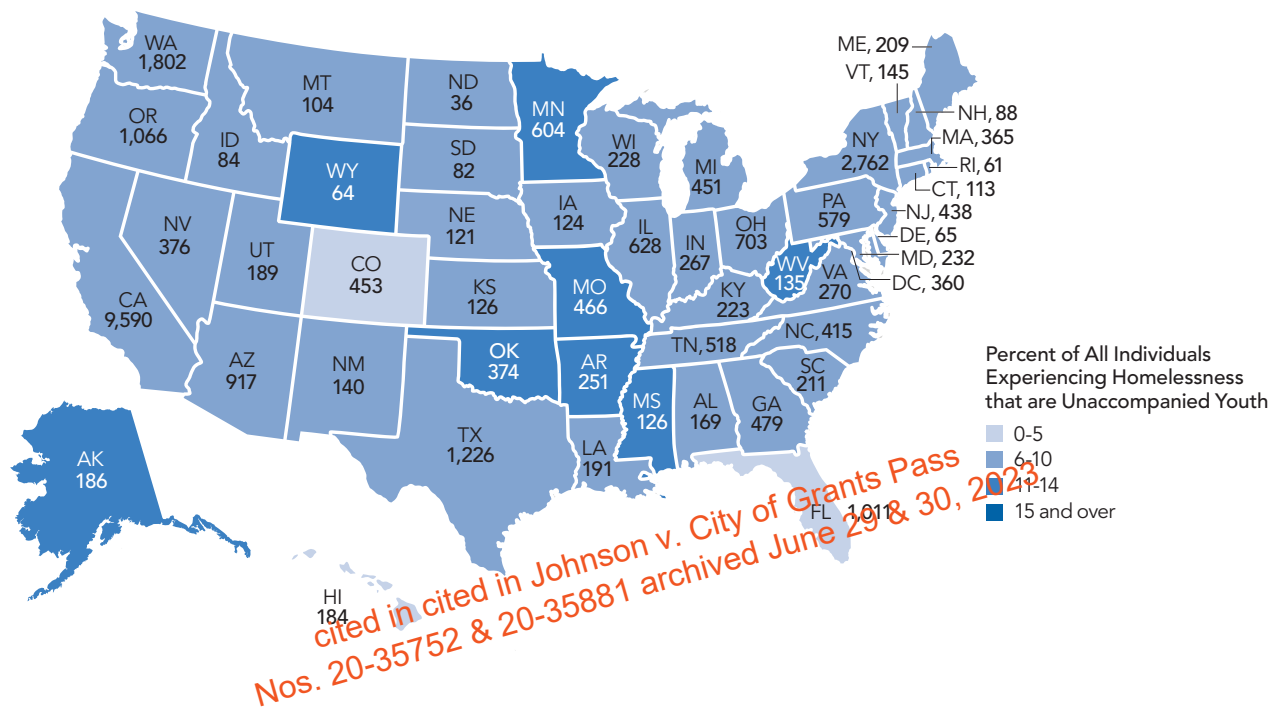 WA
1,802
OR
1,066
ID
84
MT
104
ND
36
MN
604
SD
82
WI
228
MI
451
WY
64
NE
121
IA
124
NV
376
UT
189
CO
453
KS
126
MO
466
IL
628
IN
267
OH
703
PA
579
NY
2,762
ME, 209
VT, 145
NH, 88
MA, 365
RI, 61
CT, 113
NJ, 438
DE, 65
MD, 232
DC, 360
WV
135
VA
270
KY
223
CA
9,590
AZ
917
NM
140
OK
374
AR
251
TN, 518
NC, 415
SC
211
MS
126
AL
169
GA
479
TX
1,226
LA
191
FL 1,011
AK
186
HI
184
Percent of All Individuals
Experiencing Homelessness
that are Unaccompanied Youth
0-5
6-10
11-14
15 and over
cited in cited in Johnson v. City of Grants Pass
Nos. 20-35752 & 20-35881 archived June 29 & 30, 2023